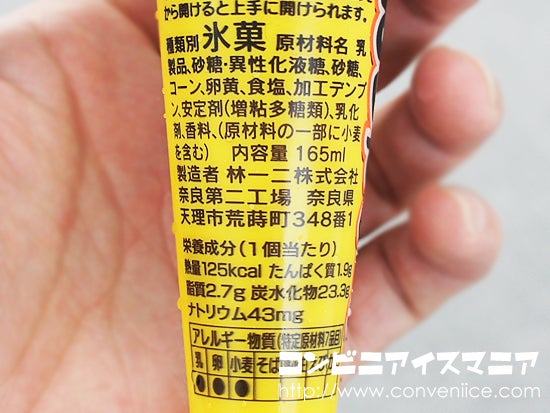 から開けると上手に開けられます。
種類別 氷菓 原材料名 乳
製品、砂糖・異性化液糖、砂糖、
コーン、卵黄、食塩、加工デンプ
ン、安定剤(増粘多糖類)、乳化
剤、香料、(原材料の一部に小麦
を含む) 内容量 165ml
製造者 林一二株式会社
奈良第二工場 奈良県
天理市荒蒔町348番1
栄養成分(1個当たり)
熱量125kcal たんぱく質1.9g
脂質2.7g 炭水化物23.3g
ナトリウム43mg
アレルギー物質(特定原材料7品目)
乳 卵 小麦 そば
コンビニアイスマニア
http://www.conveniice.com